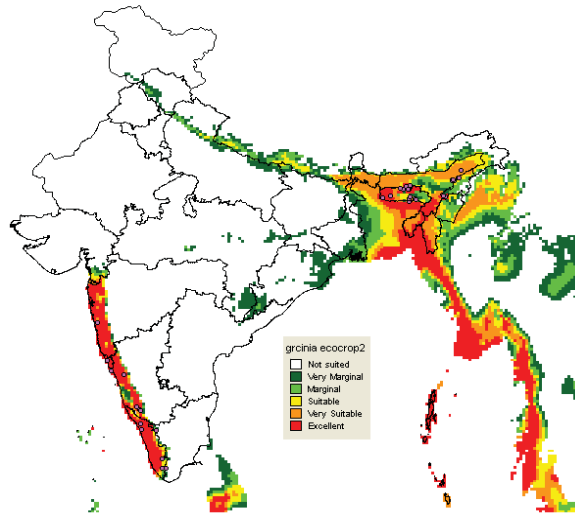 grcinia ecocrop2
Not suited
Very Marginal
Marginal
Suitable
Very Suitable
Excellent